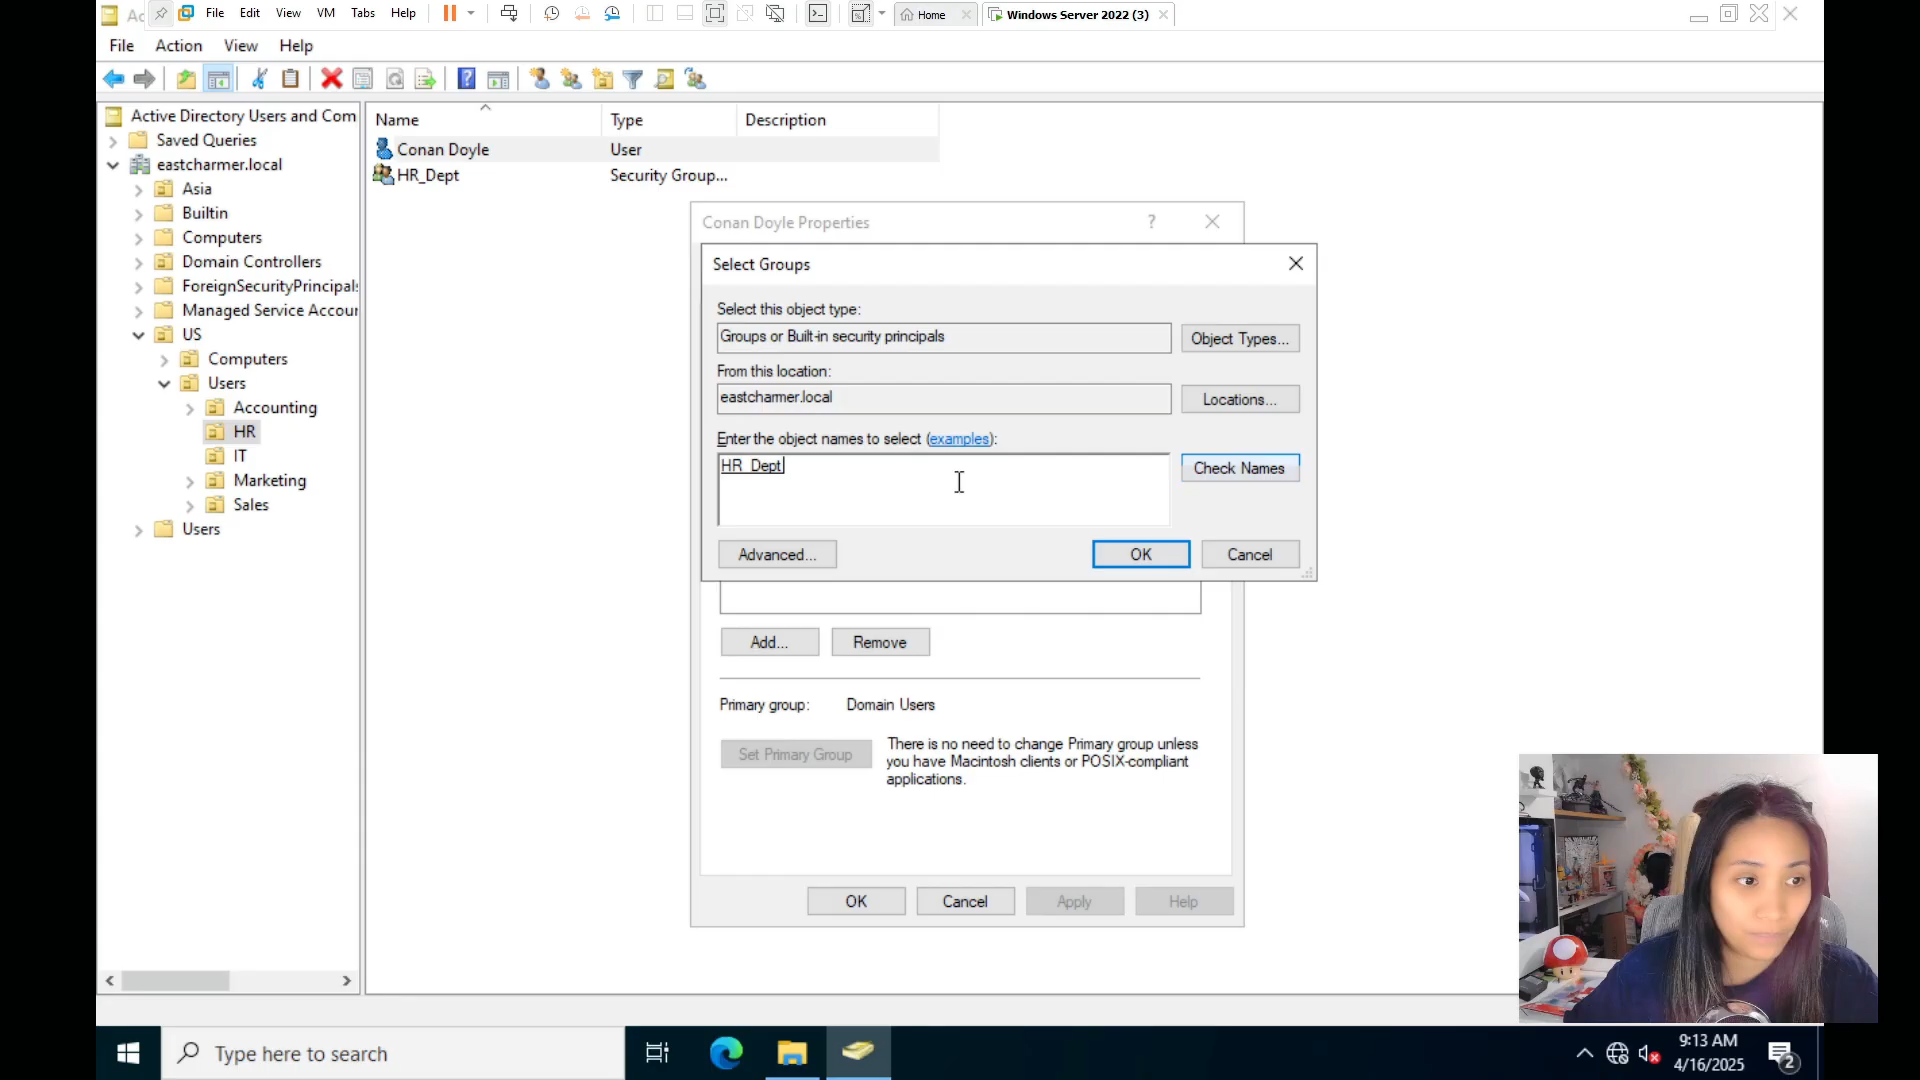 Ac
File Edit View VM Tabs Help
Home
Windows Server 2022 (3)
File Action View Help
Active Directory Users and Com
Saved Queries
eastcharmer.local
Asia
Builtin
Computers
Domain Controllers
ForeignSecurityPrincipals
Managed Service Accour
US
Computers
Users
Accounting
HR
IT
Marketing
Sales
Users
Name Type Description
Conan Doyle User
HR_Dept Security Group...
Conan Doyle Properties ?
Select Groups
Select this object type:
Groups or Built-in security principals
Object Types...
From this location:
eastcharmer.local
Locations...
Enter the object names to select (examples):
HR_Dept
Check Names
Advanced...
OK
Cancel
Add...
Remove
Primary group: Domain Users
Set Primary Group
There is no need to change Primary group unless
you have Macintosh clients or POSIX-compliant
applications.
OK
Cancel
Apply
Help
Type here to search
9:13 AM
4/16/2025
2